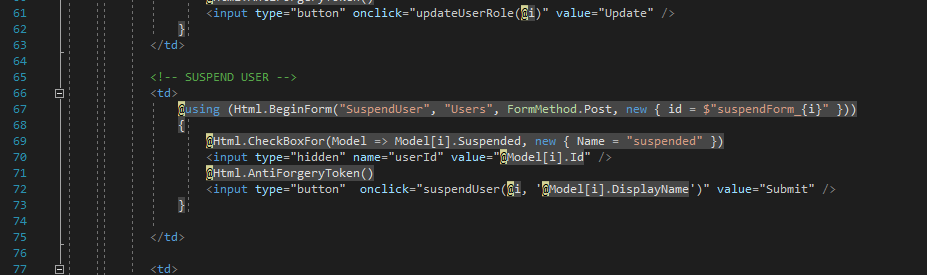 61 <input type="button" onclick="updateUserRole(@i)" value="Update" />
62 }
63 </td>
64
65 <!-- SUSPEND USER -->
66 <td>
67 @using (Html.BeginForm("SuspendUser", "Users", FormMethod.Post, new { id = $"suspendForm_{i}" }))
68 {
69 @Html.CheckBoxFor(Model => Model[i].Suspended, new { Name = "suspended" })
70 <input type="hidden" name="userId" value="@Model[i].Id" />
71 @Html.AntiForgeryToken()
72 <input type="button"  onclick="suspendUser(@i, '@Model[i].DisplayName')" value="Submit" />
73 }
74
75 </td>
76
77 <td>